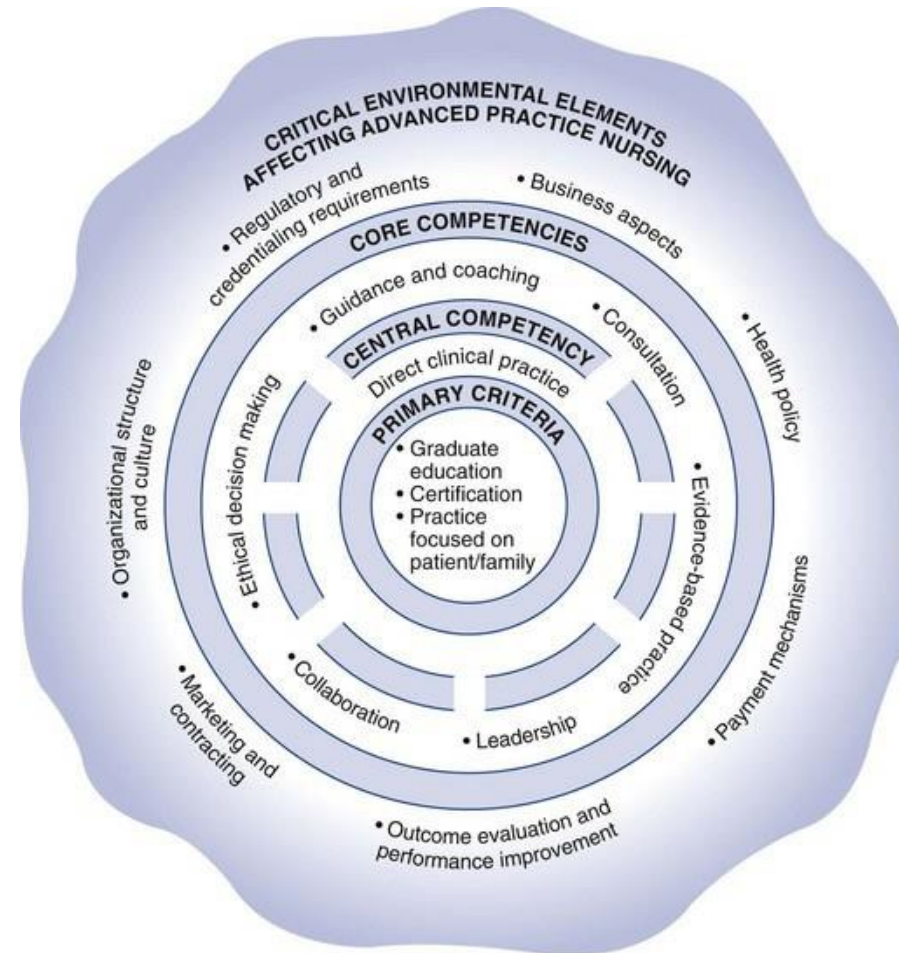 CRITICAL ENVIRONMENTAL ELEMENTS
AFFECTING ADVANCED PRACTICE NURSING
• Regulatory and
credentialing requirements
• Business aspects
• Health policy
• Payment mechanisms
• Outcome evaluation and
performance improvement
• Marketing and
contracting
• Organizational structure
and culture
CORE COMPETENCIES
• Guidance and coaching
• Consultation
• Evidence-based practice
• Leadership
• Collaboration
• Ethical decision making
CENTRAL COMPETENCY
Direct clinical practice
PRIMARY CRITERIA
• Graduate
education
• Certification
• Practice
focused on
patient/family